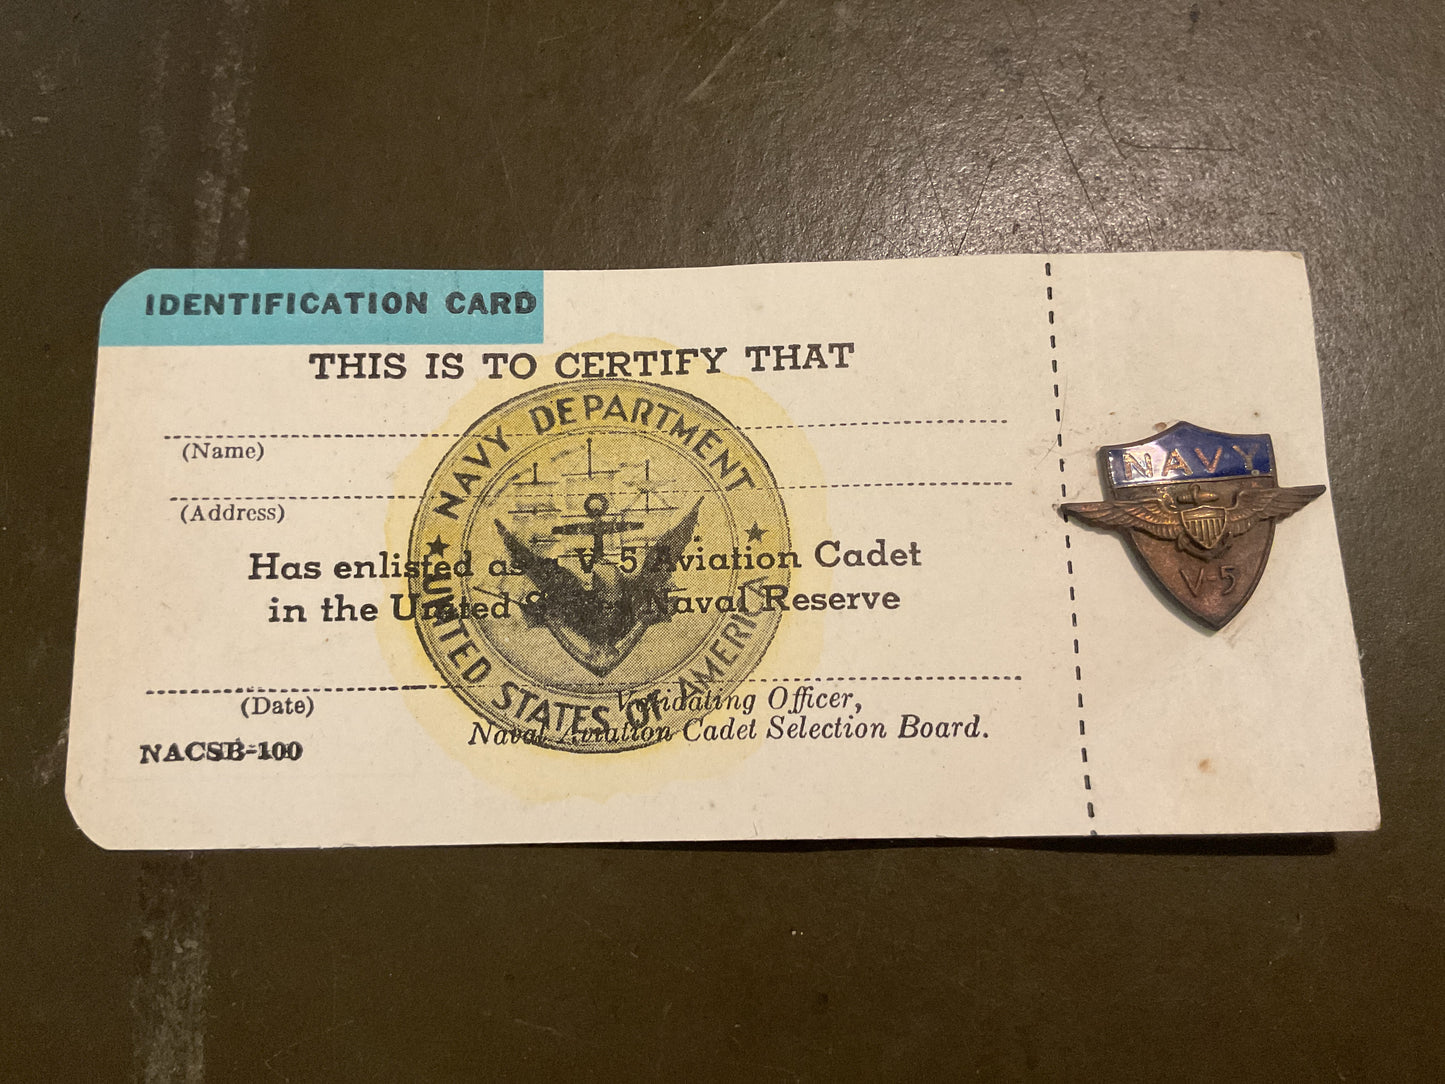 IDENTIFICATION CARD
THIS IS TO CERTIFY THAT
(Name)
(Address)
Has enlisted as a V-5 Aviation Cadet
in the United States Naval Reserve
(Date)
Validating Officer,
Naval Aviation Cadet Selection Board.
NACSB-100
NAVY DEPARTMENT
UNITED STATES OF AMERICA
NAVY
V-5